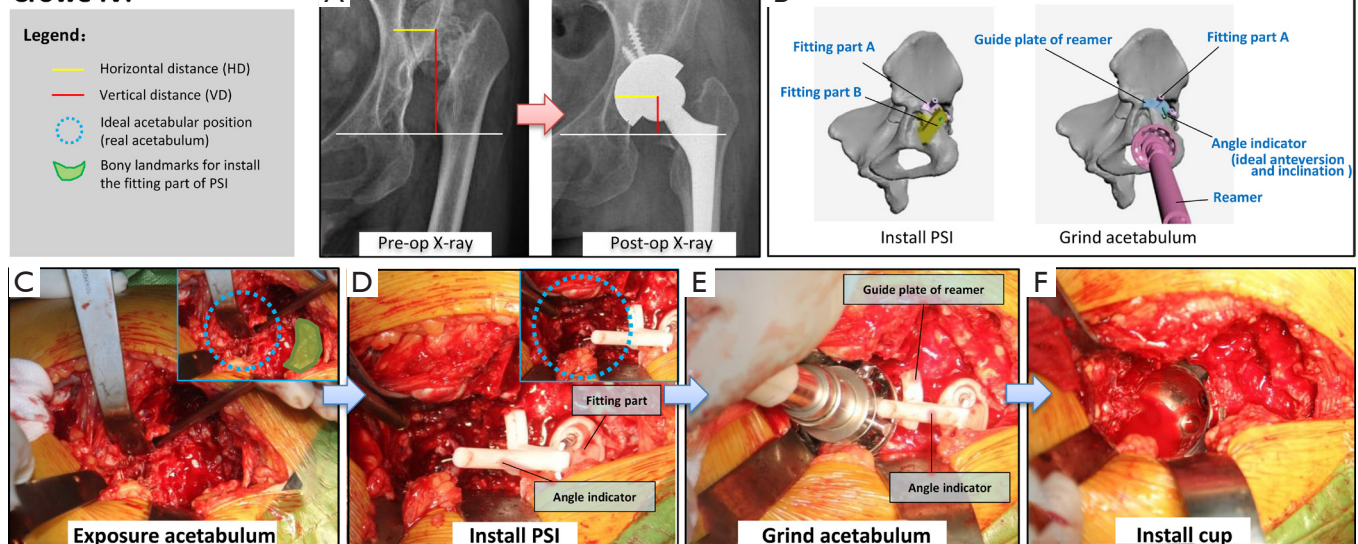 Legend:
Horizontal distance (HD)
Vertical distance (VD)
Ideal acetabular position
(real acetabulum)
Bony landmarks for install
the fitting part of PSI
Pre-op X-ray
Post-op X-ray
Fitting part A
Fitting part B
Install PSI
Guide plate of reamer
Fitting part A
Angle indicator
(ideal anteversion
and inclination )
Reamer
Grind acetabulum
C
Exposure acetabulum
D
Fitting part
Angle indicator
Install PSI
E
Guide plate of reamer
Angle indicator
Grind acetabulum
F
Install cup